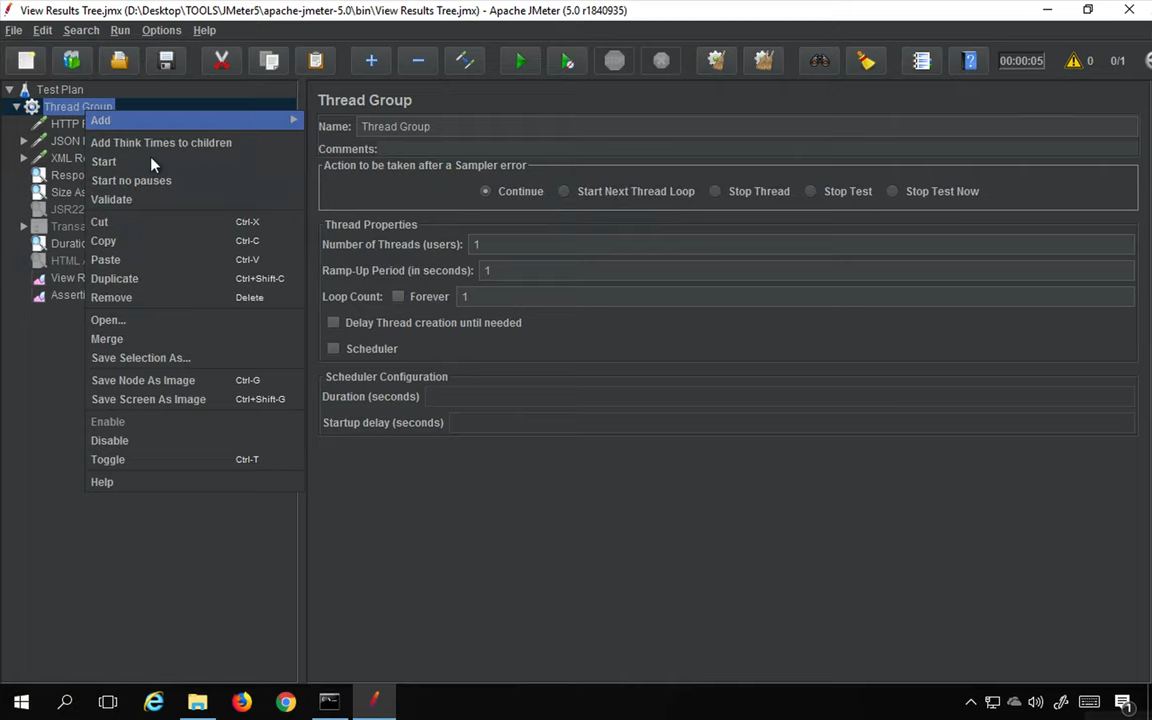 View Results Tree.jmx (D:\Desktop\TOOLS\JMeter5\apache-jmeter-5.0\bin\View Results Tree.jmx) - Apache JMeter (5.0 r1840935)
File Edit Search Run Options Help
00:00:05 0 0/1
Test Plan
Thread Group
HTTP
JSON
XML Re
Respo
Size As
JSR22
Transa
Duratio
HTML
View R
Asserti
Add
Add Think Times to children
Start
Start no pauses
Validate
Cut Ctrl-X
Copy Ctrl-C
Paste Ctrl-V
Duplicate Ctrl+Shift-C
Remove Delete
Open...
Merge
Save Selection As...
Save Node As Image Ctrl-G
Save Screen As Image Ctrl+Shift-G
Enable
Disable
Toggle Ctrl-T
Help
Thread Group
Name: Thread Group
Comments:
Action to be taken after a Sampler error
Continue Start Next Thread Loop Stop Thread Stop Test Stop Test Now
Thread Properties
Number of Threads (users): 1
Ramp-Up Period (in seconds): 1
Loop Count: Forever 1
Delay Thread creation until needed
Scheduler
Scheduler Configuration
Duration (seconds)
Startup delay (seconds)
1